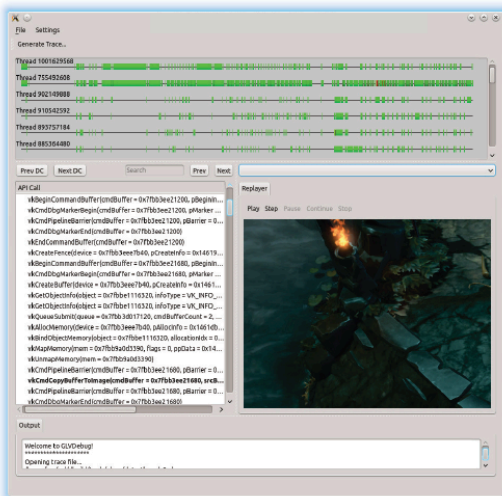 File Settings
Generate Trace...
Thread 1001629568
Thread 755492608
Thread 902149888
Thread 910542592
Thread 893757184
Thread 885364480
Prev DC Next DC Search Prev Next
API Call
vkBeginCommandBuffer(cmdBuffer = 0x7fbb3ee21200, pBeginIn...
vkCmdDbgMarkerBegin(cmdBuffer = 0x7fbb3ee21200, pMarker ...
vkCmdPipelineBarrier(cmdBuffer = 0x7fbb3ee21200, pBarrier = 0...
vkCmdDbgMarkerEnd(cmdBuffer = 0x7fbb3ee21200)
vkEndCommandBuffer(cmdBuffer = 0x7fbb3ee21200)
vkCreateFence(device = 0x7fbb3eee7b40, pCreateInfo = 0x14619...
vkBeginCommandBuffer(cmdBuffer = 0x7fbb3ee21680, pBeginIn...
vkCmdDbgMarkerBegin(cmdBuffer = 0x7fbb3ee21680, pMarker ...
vkCreateBuffer(device = 0x7fbb3eee7b40, pCreateInfo = 0x1461...
vkGetObjectInfo(object = 0x7fbbe1116320, infoType = VK_INFO_...
vkGetObjectInfo(object = 0x7fbbe1116320, infoType = VK_INFO_...
vkQueueSubmit(queue = 0x7fbb3d017120, cmdBufferCount = 2, ...
vkAllocMemory(device = 0x7fbb3eee7b40, pAllocInfo = 0x1461db...
vkBindObjectMemory(object = 0x7fbbe1116320, allocationIdx = 0...
vkMapMemory(mem = 0x7fbb9a0d3390, flags = 0, ppData = 0x14...
vkUnmapMemory(mem = 0x7fbb9a0d3390)
vkCmdPipelineBarrier(cmdBuffer = 0x7fbb3ee21680, pBarrier = 0...
vkCmdCopyBufferToImage(cmdBuffer = 0x7fbb3ee21680, srcB...
vkCmdPipelineBarrier(cmdBuffer = 0x7fbb3ee21680, pBarrier = 0...
vkCmdDbgMarkerEnd(cmdBuffer = 0x7fbb3ee21680)
Replayer
Play Step Pause Continue Stop
Output
Welcome to GLVDebug!
*********************
Opening trace file...